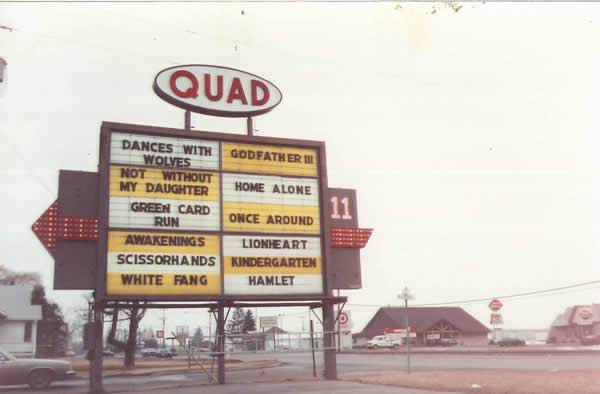 QUAD
DANCES WITH
WOLVES
NOT WITHOUT
MY DAUGHTER
GREEN CARD
RUN
AWAKENINGS
SCISSORHANDS
WHITE FANG
GODFATHER III
HOME ALONE
ONCE AROUND
LIONHEART
KINDERGARTEN
HAMLET
11